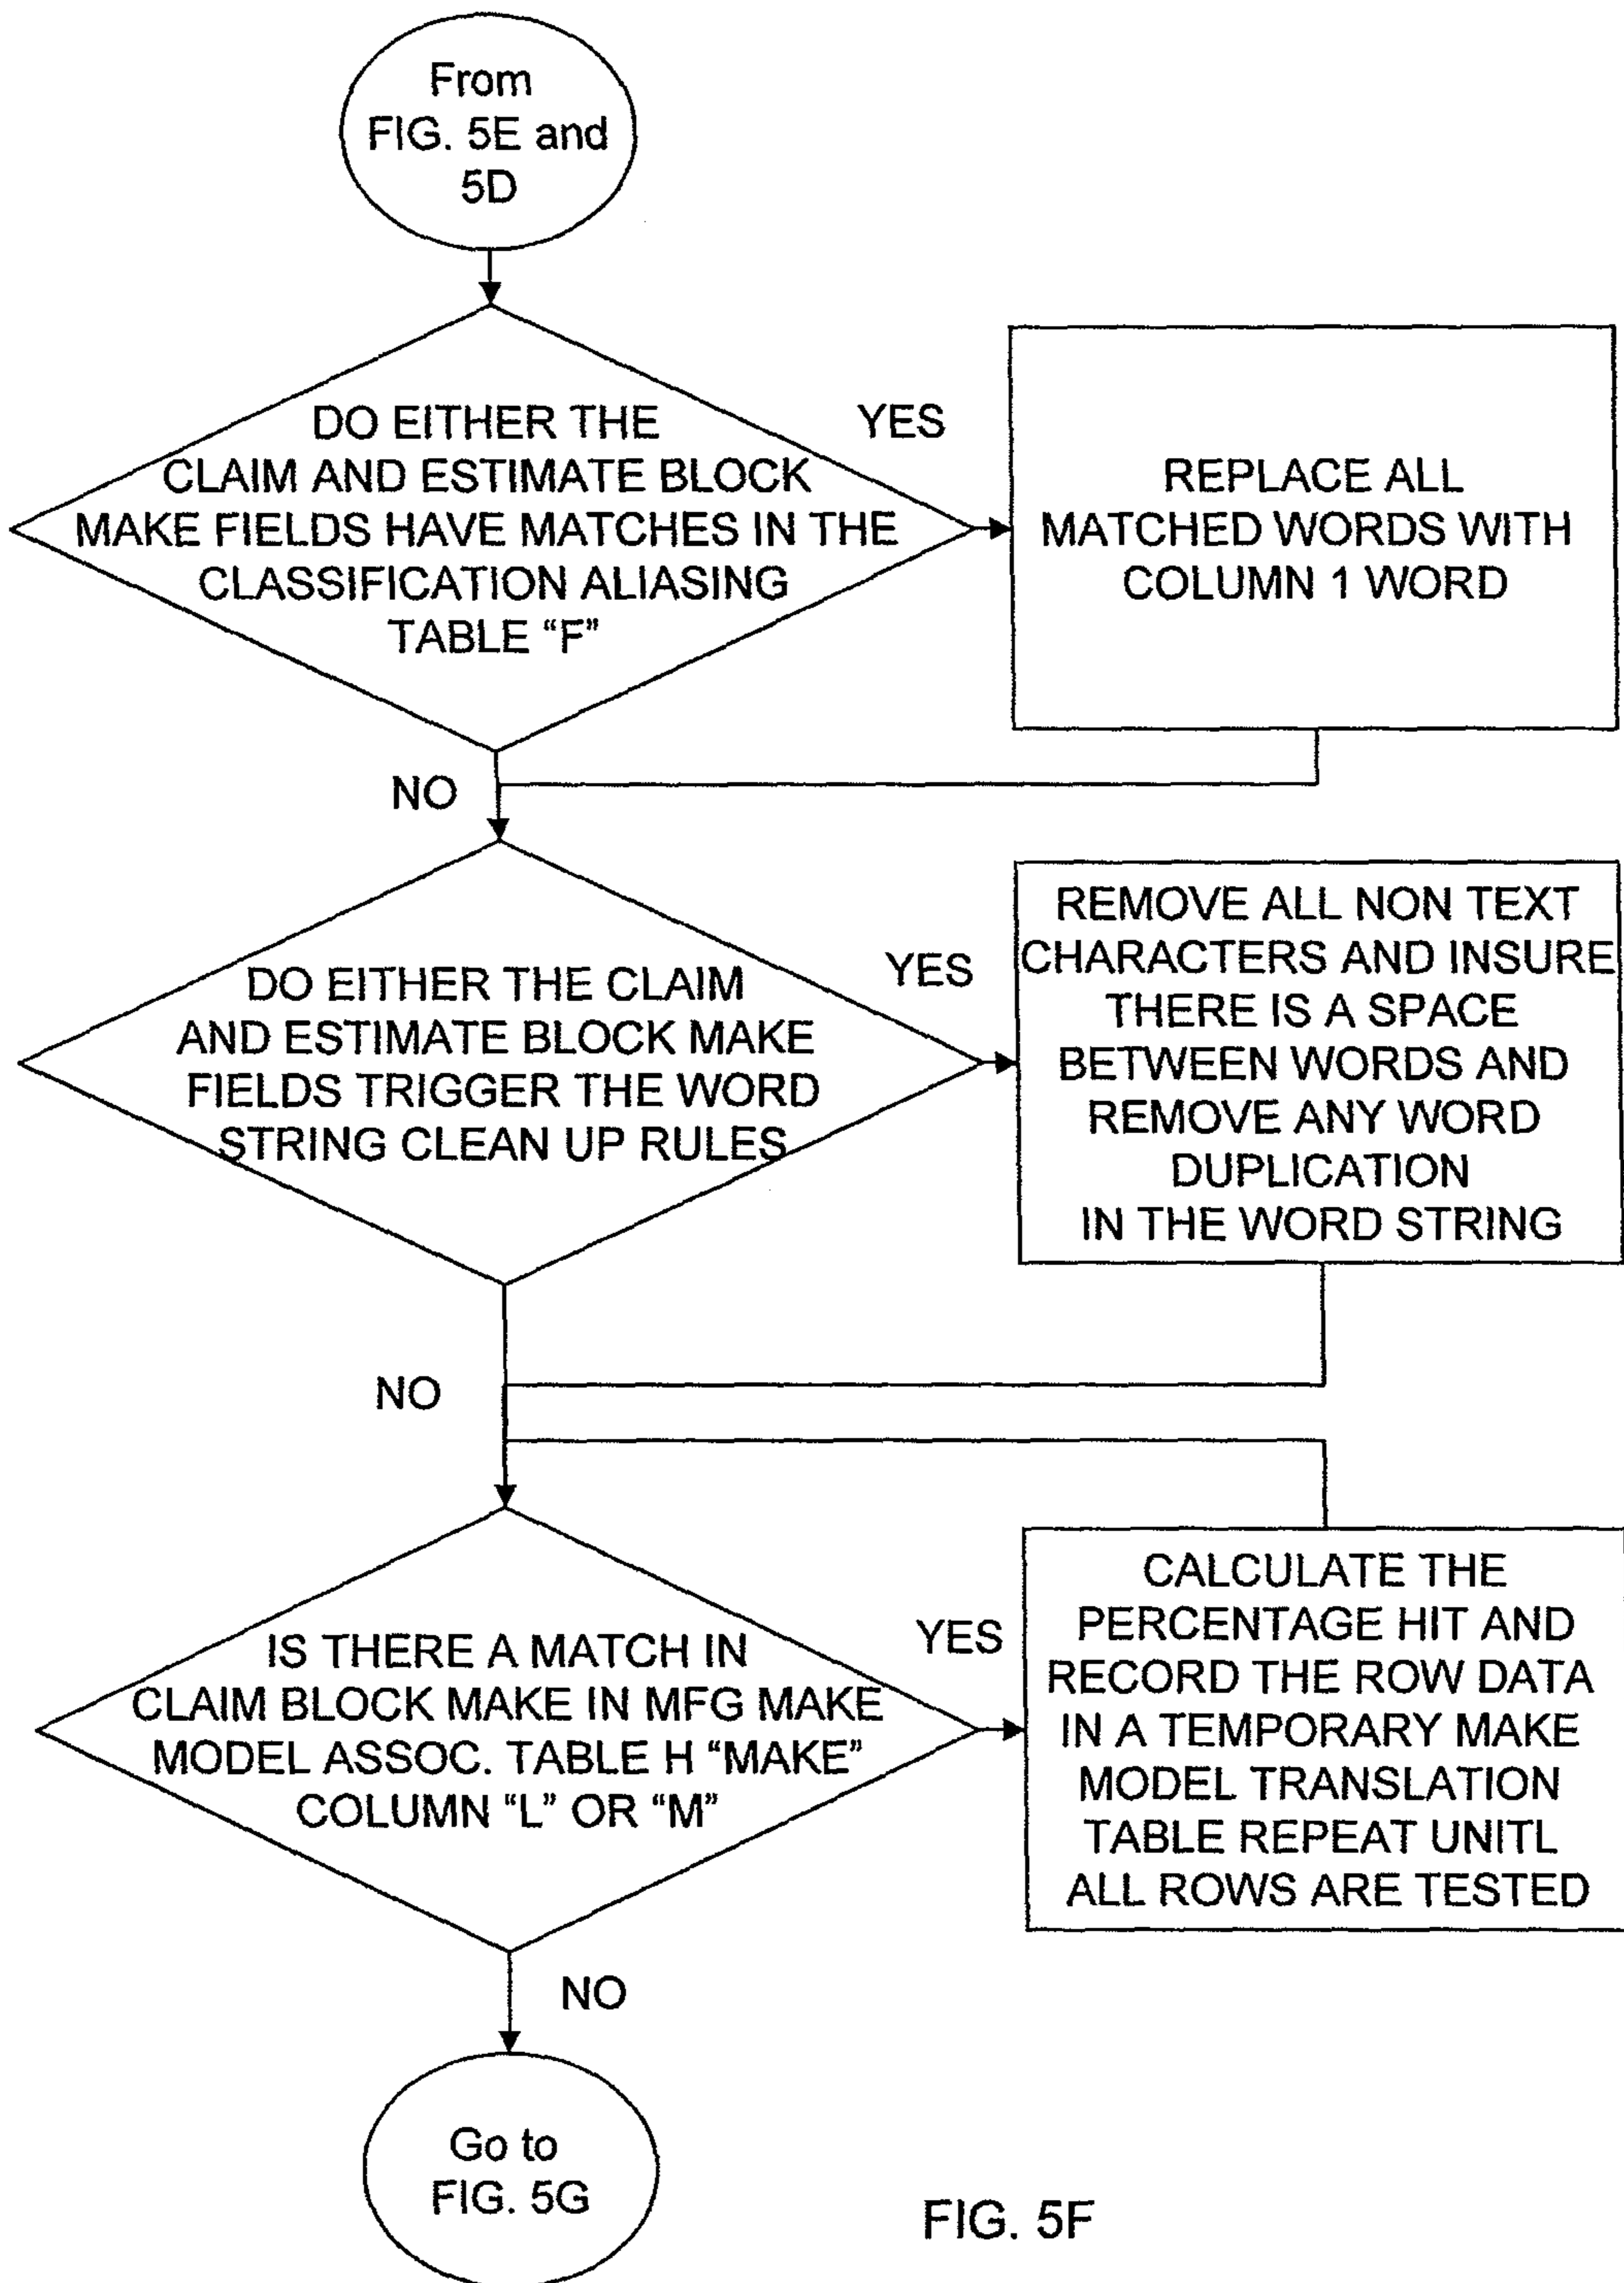 From
FIG. 5E and
5D
DO EITHER THE
CLAIM AND ESTIMATE BLOCK
MAKE FIELDS HAVE MATCHES IN THE
CLASSIFICATION ALIASING
TABLE “F”
YES
REPLACE ALL
MATCHED WORDS WITH
COLUMN 1 WORD
NO
DO EITHER THE CLAIM
AND ESTIMATE BLOCK MAKE
FIELDS TRIGGER THE WORD
STRING CLEAN UP RULES
YES
REMOVE ALL NON TEXT
CHARACTERS AND INSURE
THERE IS A SPACE
BETWEEN WORDS AND
REMOVE ANY WORD
DUPLICATION
IN THE WORD STRING
NO
IS THERE A MATCH IN
CLAIM BLOCK MAKE IN MFG MAKE
MODEL ASSOC. TABLE H “MAKE”
COLUMN “L” OR “M”
YES
CALCULATE THE
PERCENTAGE HIT AND
RECORD THE ROW DATA
IN A TEMPORARY MAKE
MODEL TRANSLATION
TABLE REPEAT UNITL
ALL ROWS ARE TESTED
NO
Go to
FIG. 5G
FIG. 5F